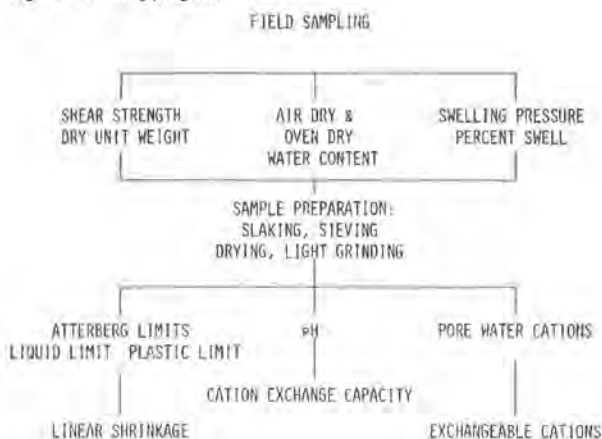 FIELD SAMPLING
SHEAR STRENGTH
DRY UNIT WEIGHT
AIR DRY &
OVEN DRY
WATER CONTENT
SWELLING PRESSURE
PERCENT SWELL
SAMPLE PREPARATION:
SLAKING, SIEVING
DRYING, LIGHT GRINDING
ATTERBERG LIMITS
LIQUID LIMIT PLASTIC LIMIT
pH
PORE WATER CATIONS
CATION EXCHANGE CAPACITY
LINEAR SHRINKAGE
EXCHANGEABLE CATIONS